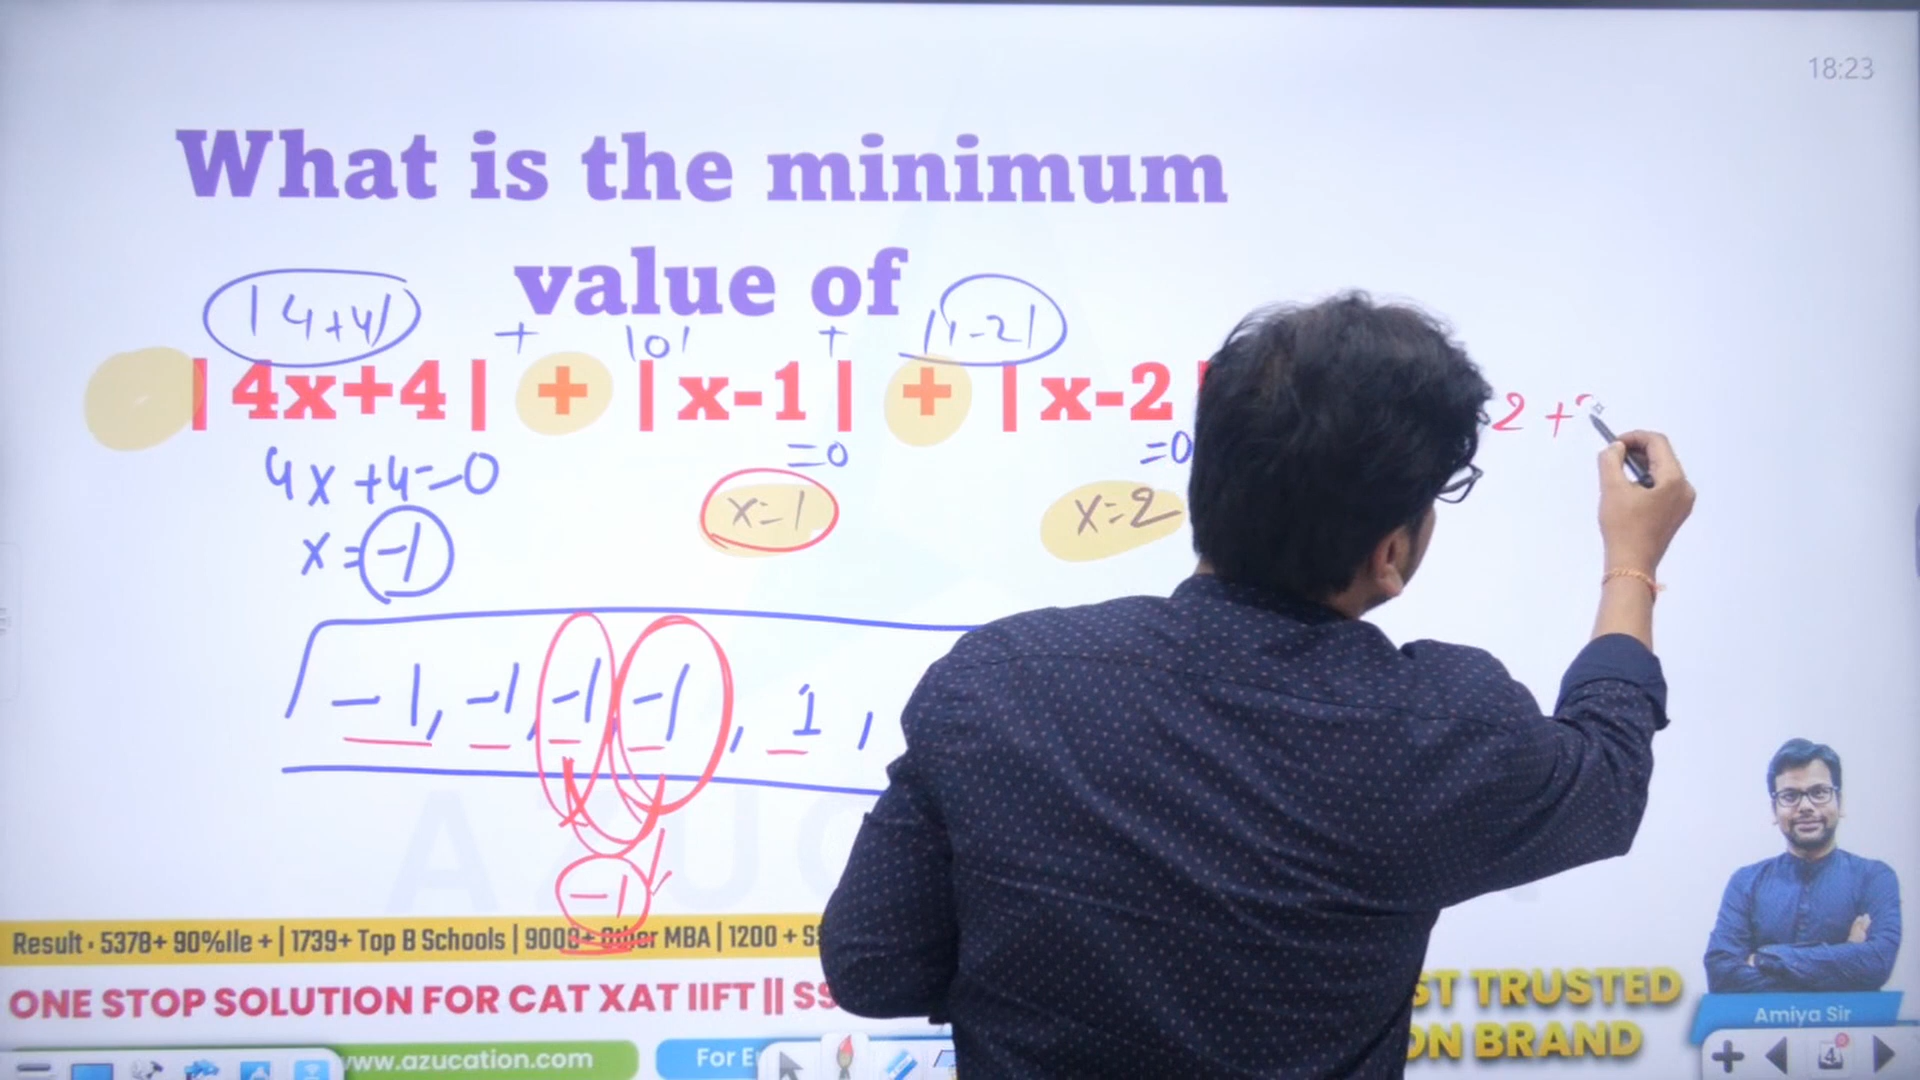 18:23
What is the minimum
value of
|4+4| + |0| + |1-2|
|4x+4| + |x-1| + |x-2
2 +
4x+4=0 =0 =0
x=-1 x=1 x=2
-1, -1, -1, -1, 1,
-1
Result • 5378+ 90%Ile + | 1739+ Top B Schools | 9008+ Other MBA | 1200 + S
ONE STOP SOLUTION FOR CAT XAT IIFT || SS
ST TRUSTED
ON BRAND
Amiya Sir
www.azucation.com
For E
4